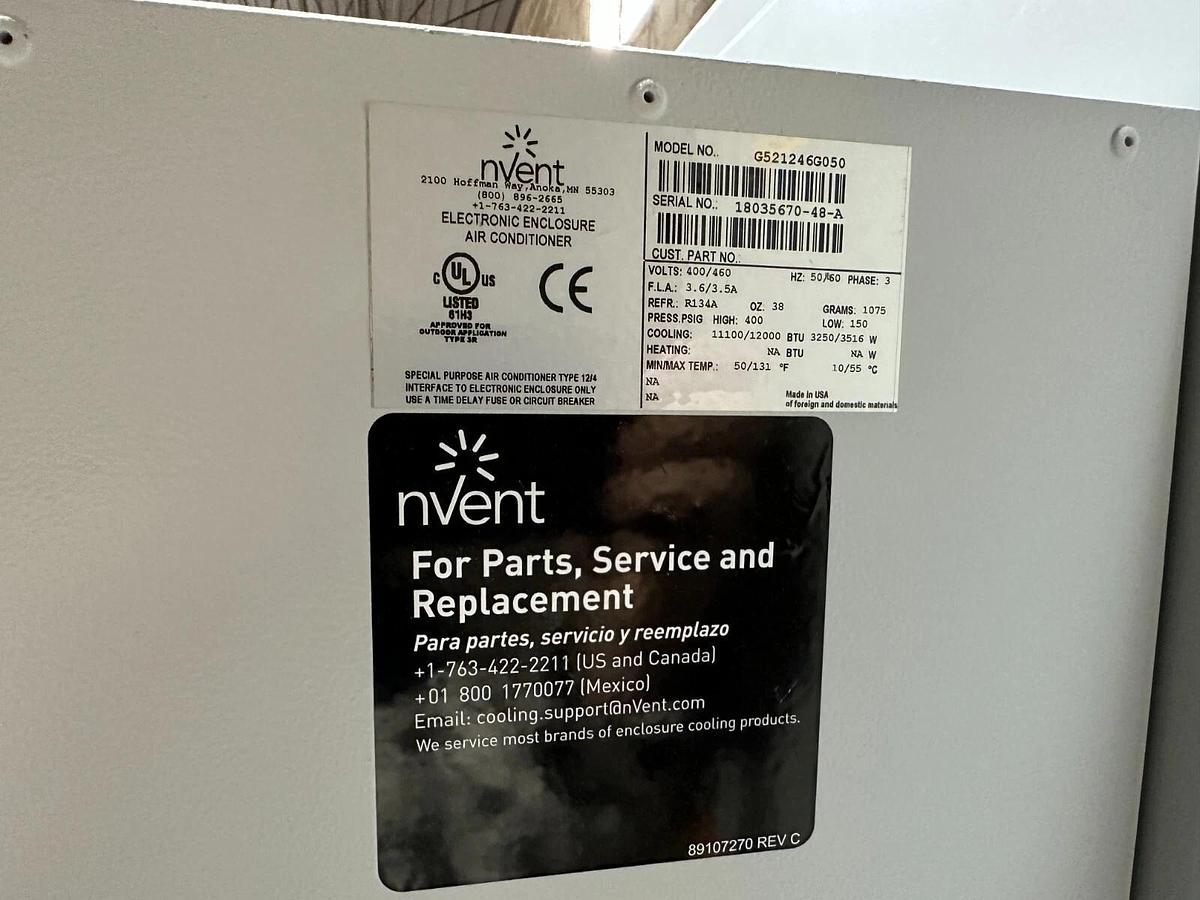 nvent
2100 Hoffman Way,Anoka,MN 55303
(800) 896-2665
+1-763-422-2211
ELECTRONIC ENCLOSURE
AIR CONDITIONER
C UL US
LISTED
61H3
APPROVED FOR
OUTDOOR APPLICATION
TYPE 3R
CE
SPECIAL PURPOSE AIR CONDITIONER TYPE 12/4
INTERFACE TO ELECTRONIC ENCLOSURE ONLY
USE A TIME DELAY FUSE OR CIRCUIT BREAKER
MODEL NO.. G521246G050
SERIAL NO.: 18035670-48-A
CUST. PART NO.:
VOLTS: 400/460 HZ: 50/60 PHASE: 3
F.L.A.: 3.6/3.5A
REFR.: R134A OZ. 38 GRAMS: 1075
PRESS.PSIG HIGH: 400 LOW: 150
COOLING: 11100/12000 BTU 3250/3516 W
HEATING: NA BTU NA W
MIN/MAX TEMP.: 50/131 °F 10/55 °C
NA
NA
Made in USA
of foreign and domestic materials
nvent
For Parts, Service and
Replacement
Para partes, servicio y reemplazo
+1-763-422-2211 (US and Canada)
+01 800 1770077 (Mexico)
Email: cooling.support@nVent.com
We service most brands of enclosure cooling products.
89107270 REV C